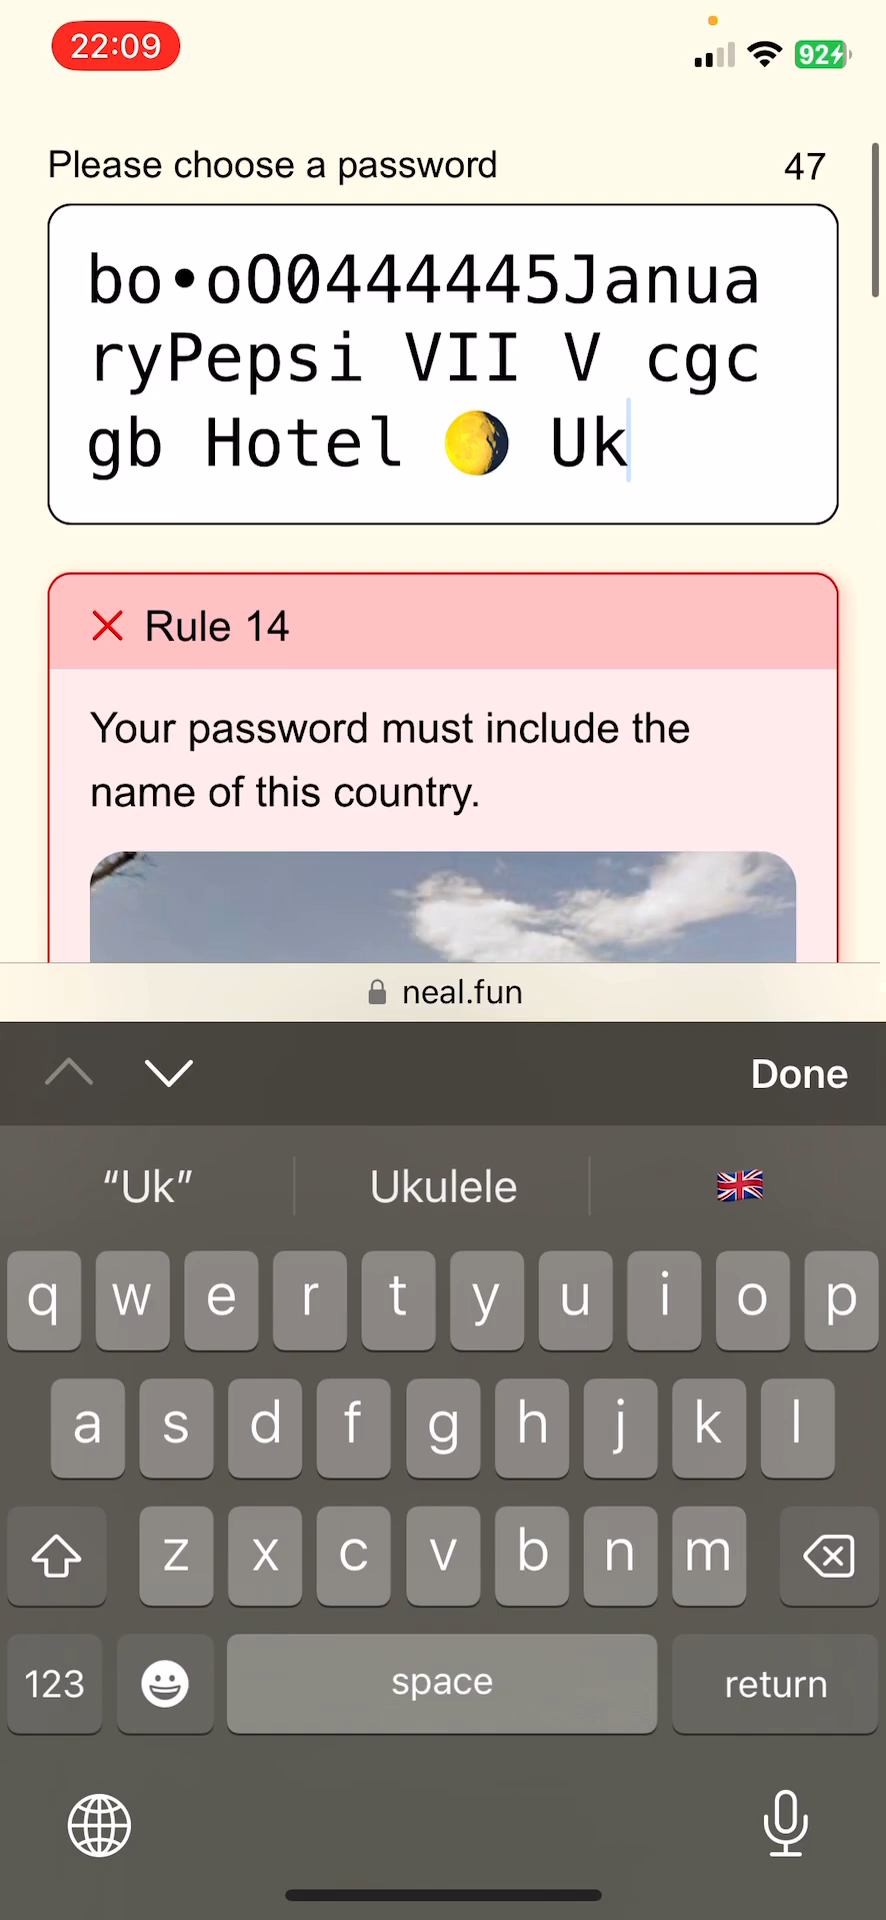 22:09
92
Please choose a password
47
bo•oO0444445Janua
ryPepsi VII V cgc
gb Hotel 🌖 Uk
Rule 14
Your password must include the
name of this country.
neal.fun
Done
“Uk” Ukulele 🇬🇧
q w e r t y u i o p
a s d f g h j k l
z x c v b n m
123 space return